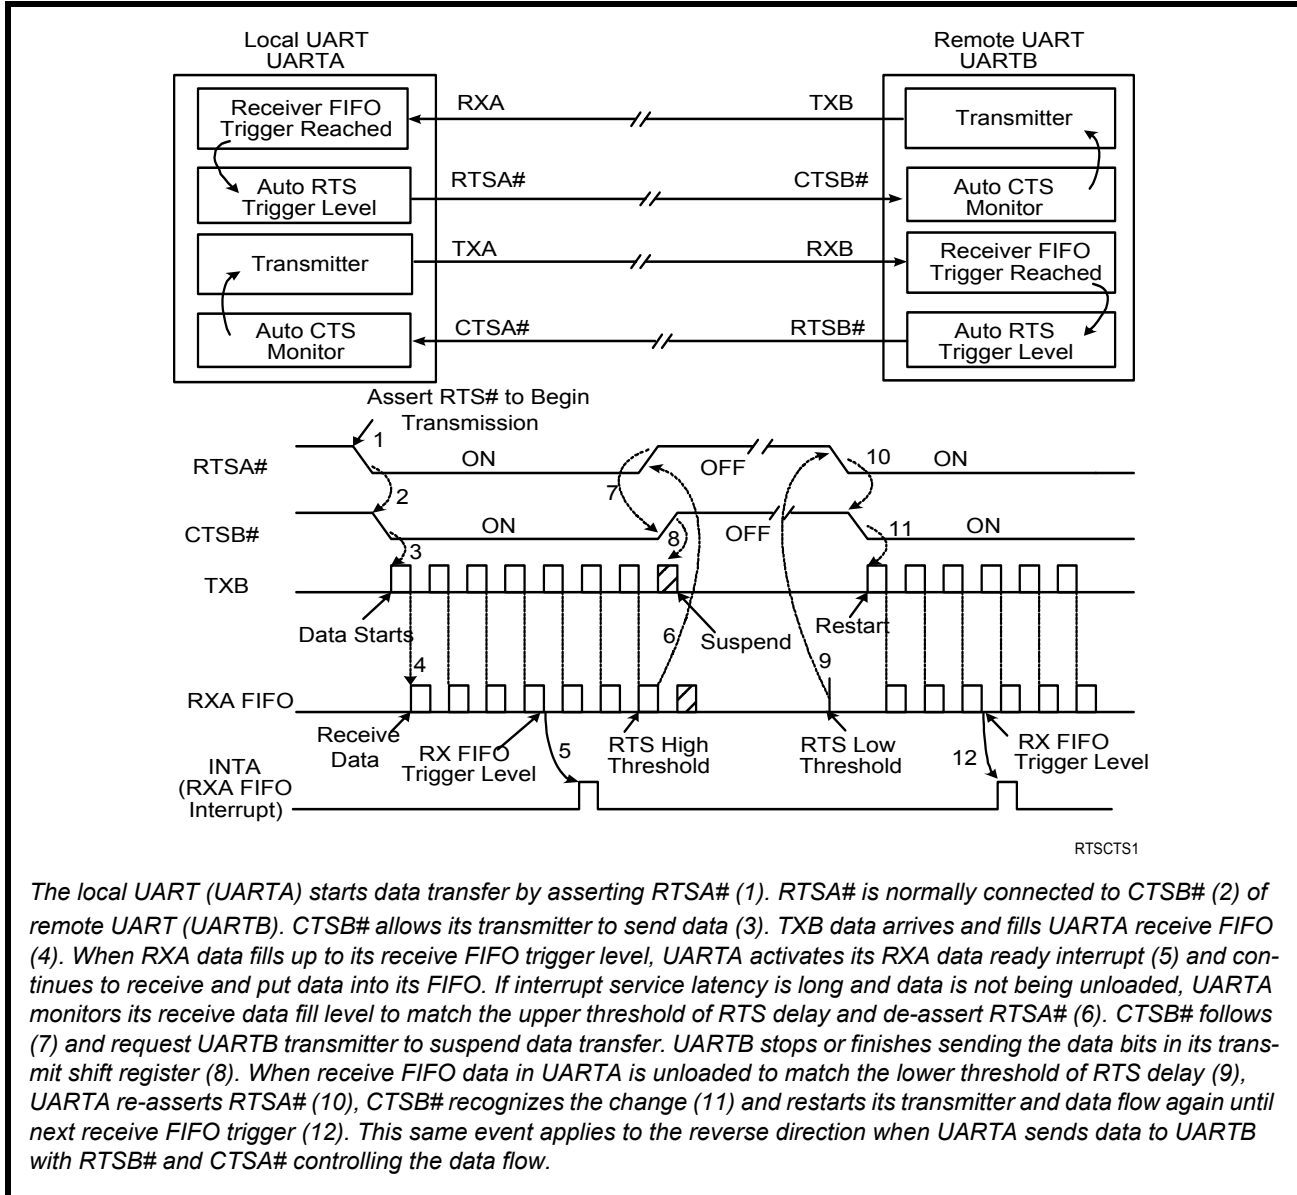 Local UART
UARTA
Remote UART
UARTB
Receiver FIFO
Trigger Reached
RXA
TXB
Transmitter
Auto RTS
Trigger Level
RTSA#
CTSB#
Auto CTS
Monitor
Transmitter
TXA
RXB
Receiver FIFO
Trigger Reached
Auto CTS
Monitor
CTSA#
RTSB#
Auto RTS
Trigger Level
Assert RTS# to Begin
Transmission
1
RTSA#
ON
OFF
10
ON
2
7
CTSB#
ON
OFF
11
ON
3
8
TXB
Data Starts
6
Suspend
Restart
4
9
RXA FIFO
Receive
Data
RX FIFO
Trigger Level
5
RTS High
Threshold
RTS Low
Threshold
12
RX FIFO
Trigger Level
INTA
(RXA FIFO
Interrupt)
RTSCTS1
The local UART (UARTA) starts data transfer by asserting RTSA# (1). RTSA# is normally connected to CTSB# (2) of
remote UART (UARTB). CTSB# allows its transmitter to send data (3). TXB data arrives and fills UARTA receive FIFO
(4). When RXA data fills up to its receive FIFO trigger level, UARTA activates its RXA data ready interrupt (5) and con-
tinues to receive and put data into its FIFO. If interrupt service latency is long and data is not being unloaded, UARTA
monitors its receive data fill level to match the upper threshold of RTS delay and de-assert RTSA# (6). CTSB# follows
(7) and request UARTB transmitter to suspend data transfer. UARTB stops or finishes sending the data bits in its trans-
mit shift register (8). When receive FIFO data in UARTA is unloaded to match the lower threshold of RTS delay (9),
UARTA re-asserts RTSA# (10), CTSB# recognizes the change (11) and restarts its transmitter and data flow again until
next receive FIFO trigger (12). This same event applies to the reverse direction when UARTA sends data to UARTB
with RTSB# and CTSA# controlling the data flow.